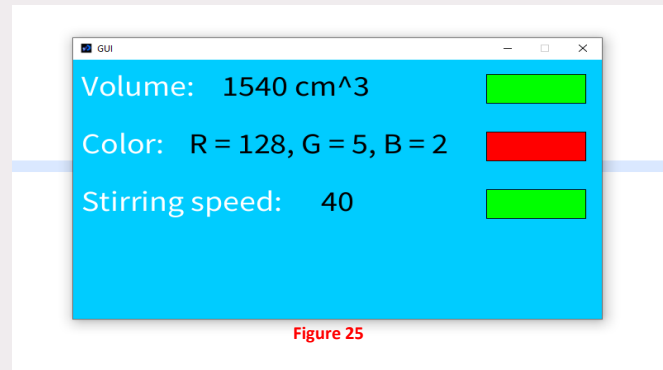 GUI
Volume: 1540 cm^3
Color: R = 128, G = 5, B = 2
Stirring speed: 40
Figure 25